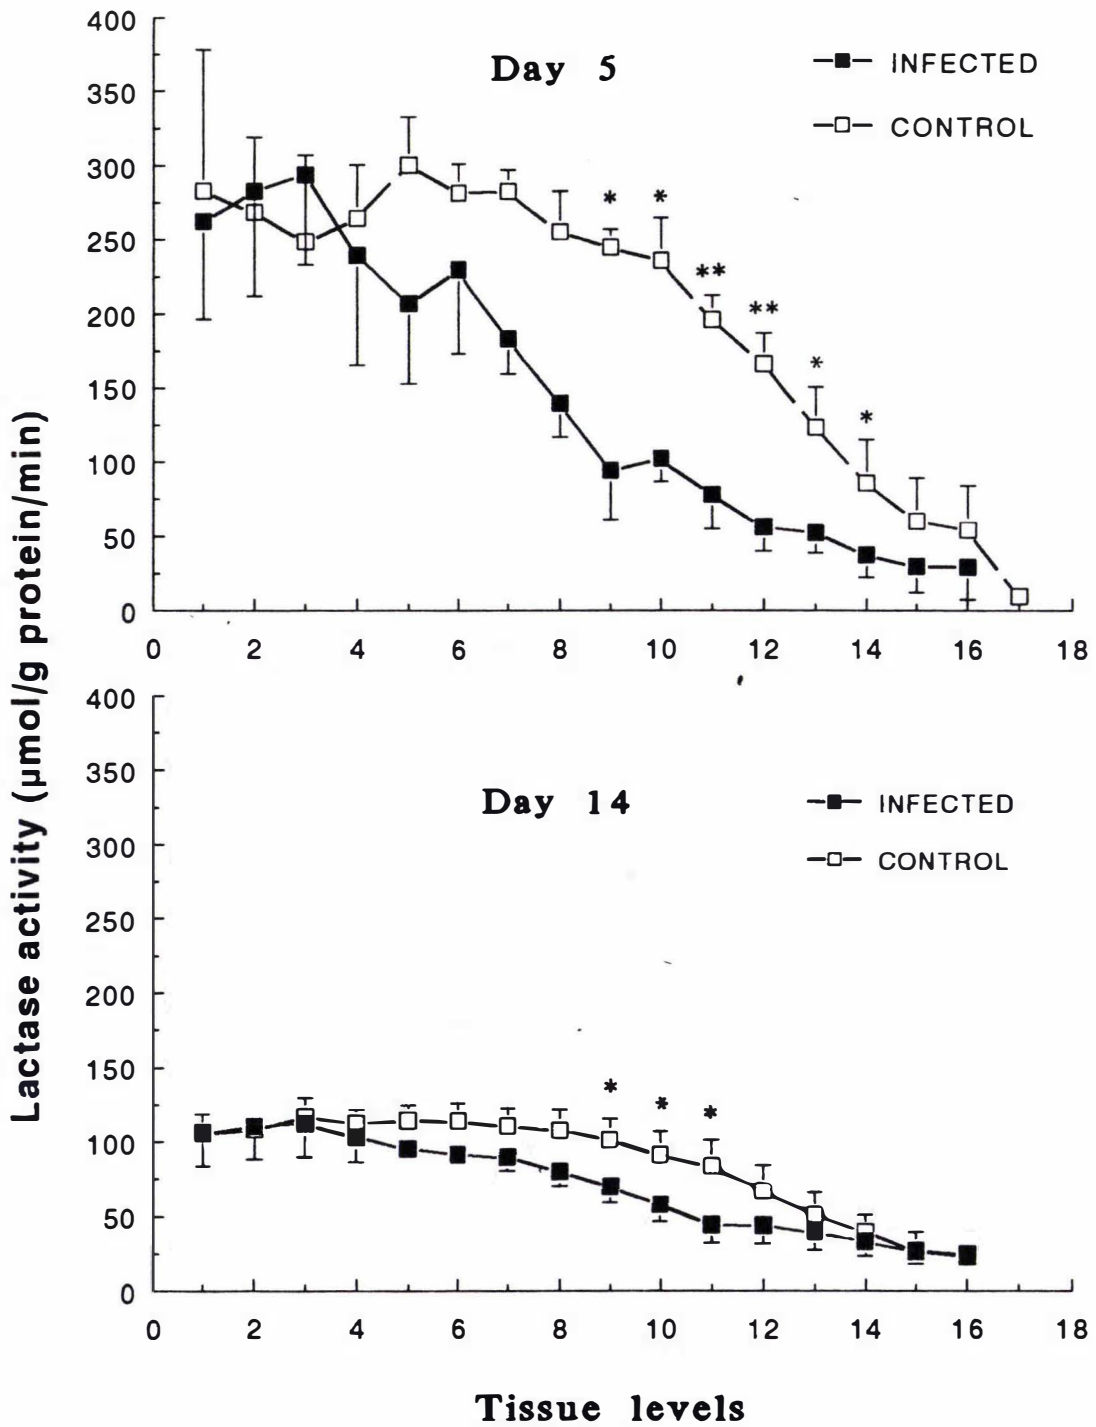 Lactase activity (μmol/g protein/min)
Day 5
INFECTED
CONTROL
400
350
300
250
200
150
100
50
0
* * ** ** * *
0 2 4 6 8 10 12 14 16 18
Day 14
INFECTED
CONTROL
400
350
300
250
200
150
100
50
0
* * *
0 2 4 6 8 10 12 14 16 18
Tissue levels